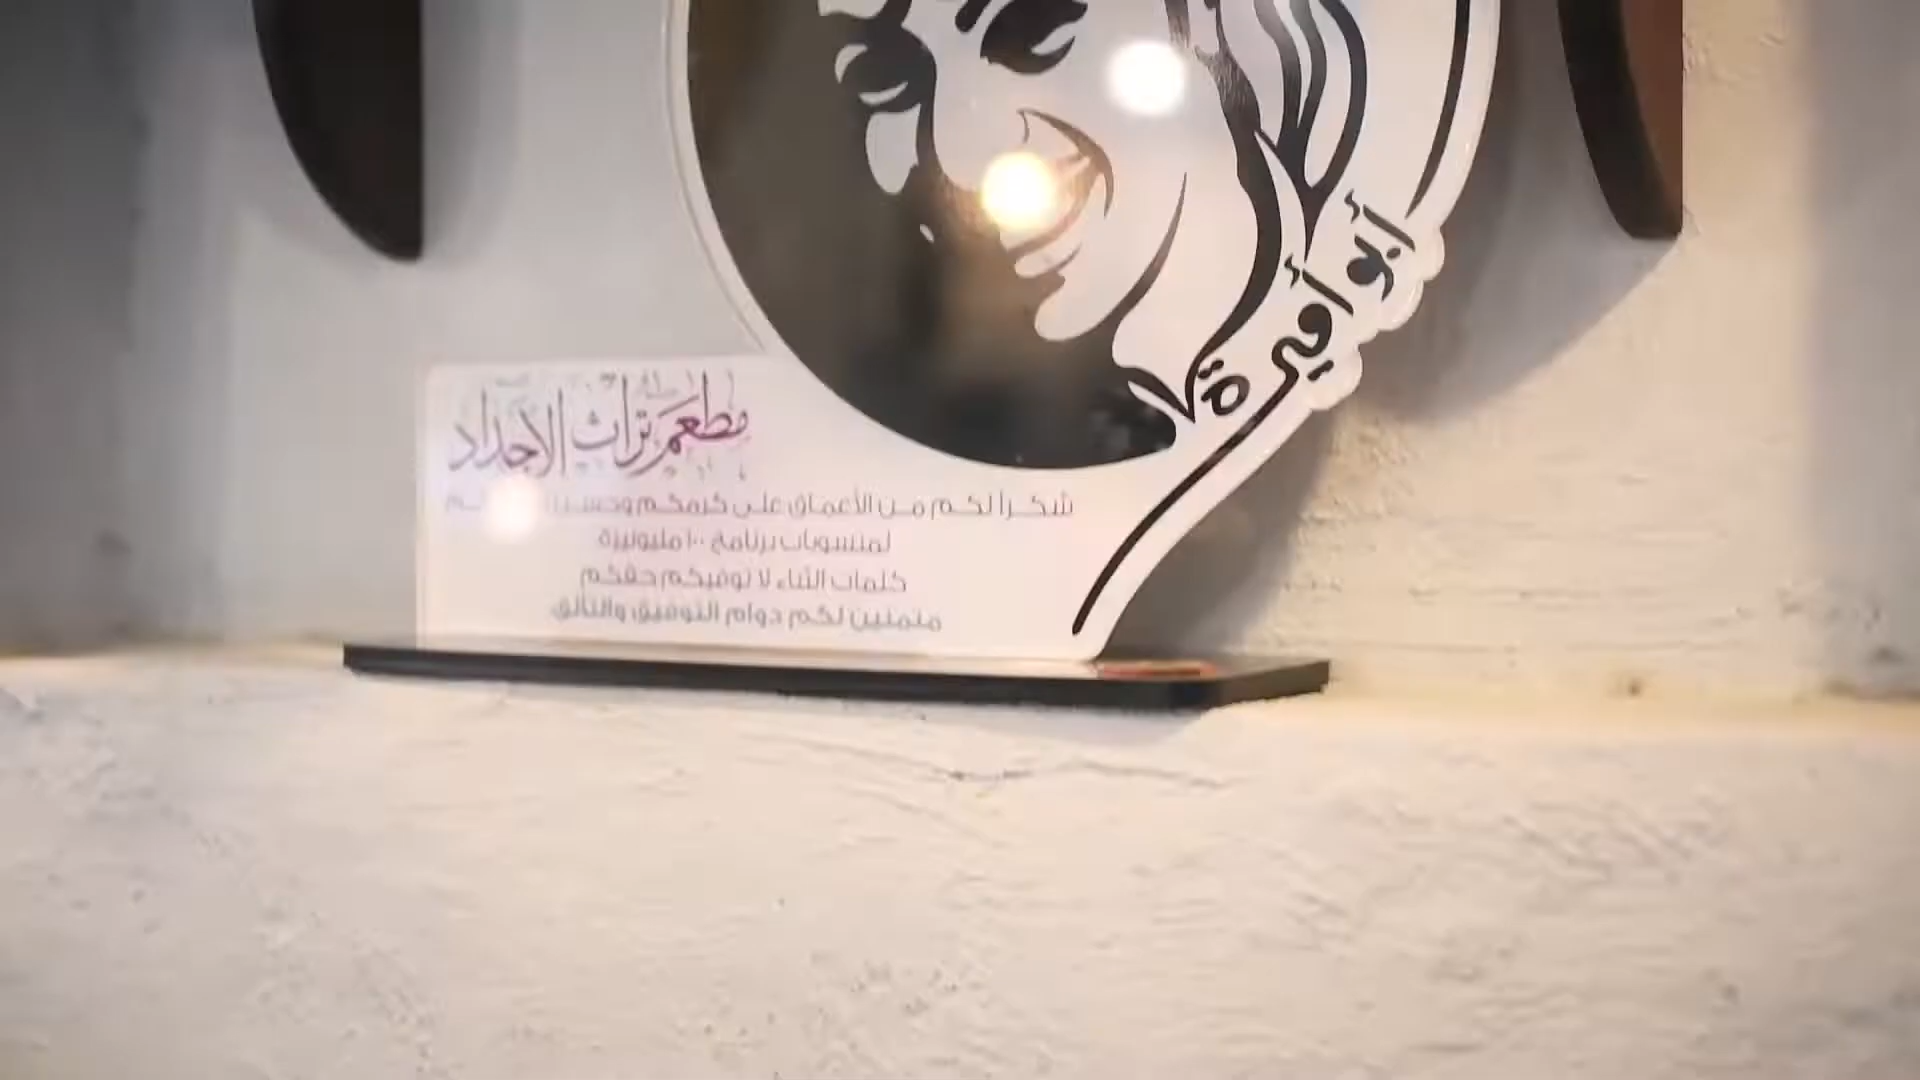 أبو أميرة
مطعم تراث الأجداد
شكراً لكم من الأعماق على كرمكم وحسن
لمنسوبات برنامج ١٠٠ مليونيرة
كلمات الثناء لا توفيكم حقكم
متمنين لكم دوام التوفيق والتألق